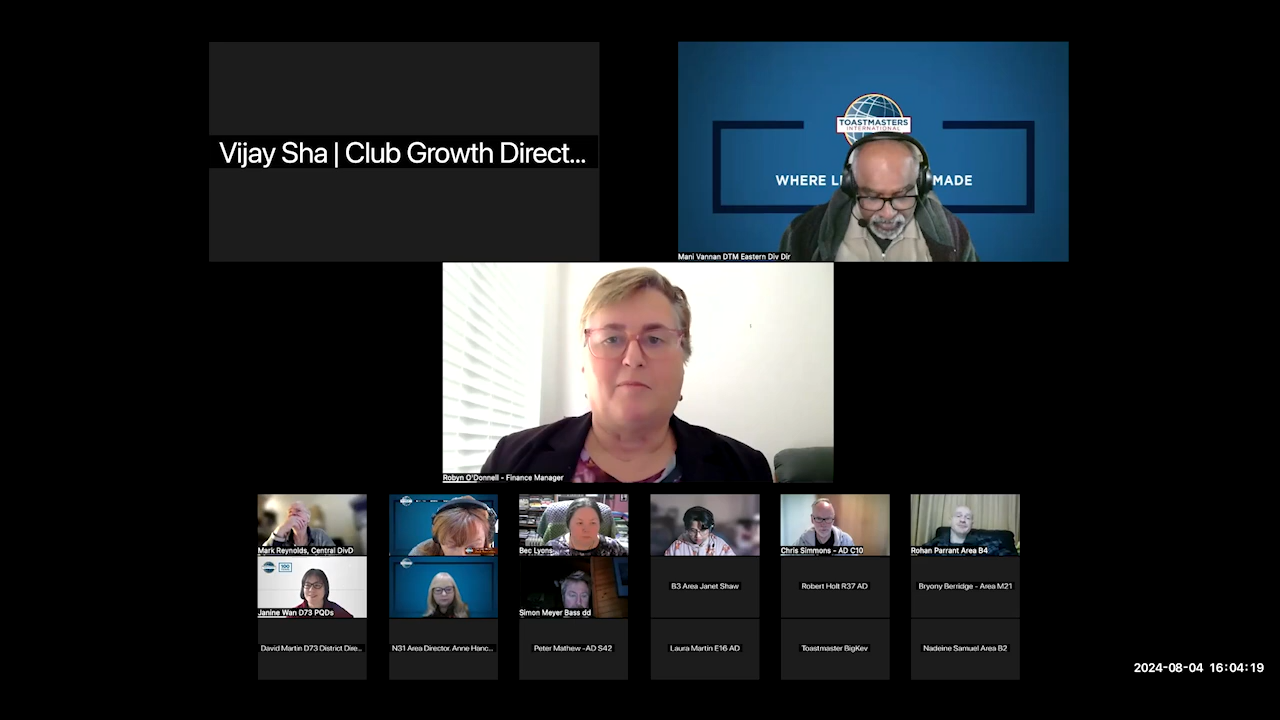 Vijay Sha | Club Growth Direct...
TOASTMASTERS
INTERNATIONAL
WHERE L MADE
Mani Vannan DTM Eastern Div Dir
Robyn O'Donnell - Finance Manager
Mark Reynolds, Central DivD
Bec Lyons
Chris Simmons - AD C10
Rohan Parrant Area B4
100
Janine Wan D73 PQDs
Simon Meyer Bass dd
B3 Area Janet Shaw
Robert Holt R37 AD
Bryony Berridge - Area M21
David Martin D73 District Dire...
N31 Area Director. Anne Hanc...
Peter Mathew -AD S42
Laura Martin E16 AD
Toastmaster BigKev
Nadeine Samuel Area B2
2024-08-04 16:04:19